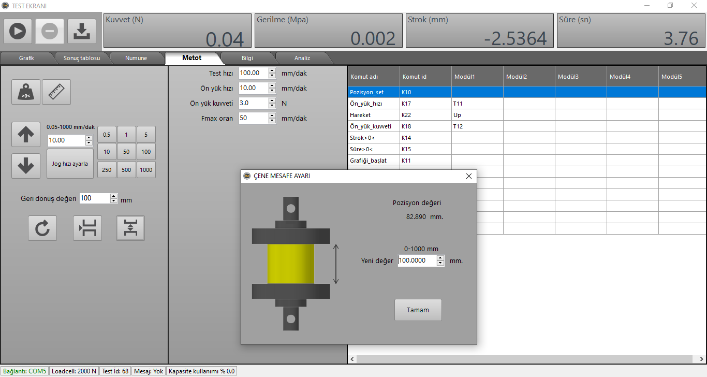 TEST EKRANI
Kuvvet (N)
0.04
Gerilme (Mpa)
0.002
Strok (mm)
-2.5364
Süre (sn)
3.76
Grafik
Sonuç tablosu
Numune
Metot
Bilgi
Analiz
0.05-1000 mm/dak
10.00
Jog hızı ayarla
0.5 1 5
10 50 100
250 500 1000
Geri dönuş değeri 100 mm
Test hızı 100.00 mm/dak
Ön yük hızı 10.00 mm/dak
Ön yük kuvveti 3.0 N
Fmax oran 50 mm/dak
Komut adı Komut id Modül1 Modül2 Modül3 Modül4 Modül5
Pozisyon_set K10
Ön_yük_hızı K17 T11
Hareket K22 Up
Ön_yük_kuvveti K18 T12
Strok=0= K14
Süre=0= K15
Grafiği_başlat K11
ÇENE MESAFE AYARI
Pozisyon değeri
82.890 mm.
0-1000 mm
Yeni değer 100.0000 mm.
Tamam
Bağlantı: COM5 Loadcell: 2000 N Test Id: 63 Mesaj: Yok Kapasite kullanımı % 0.0